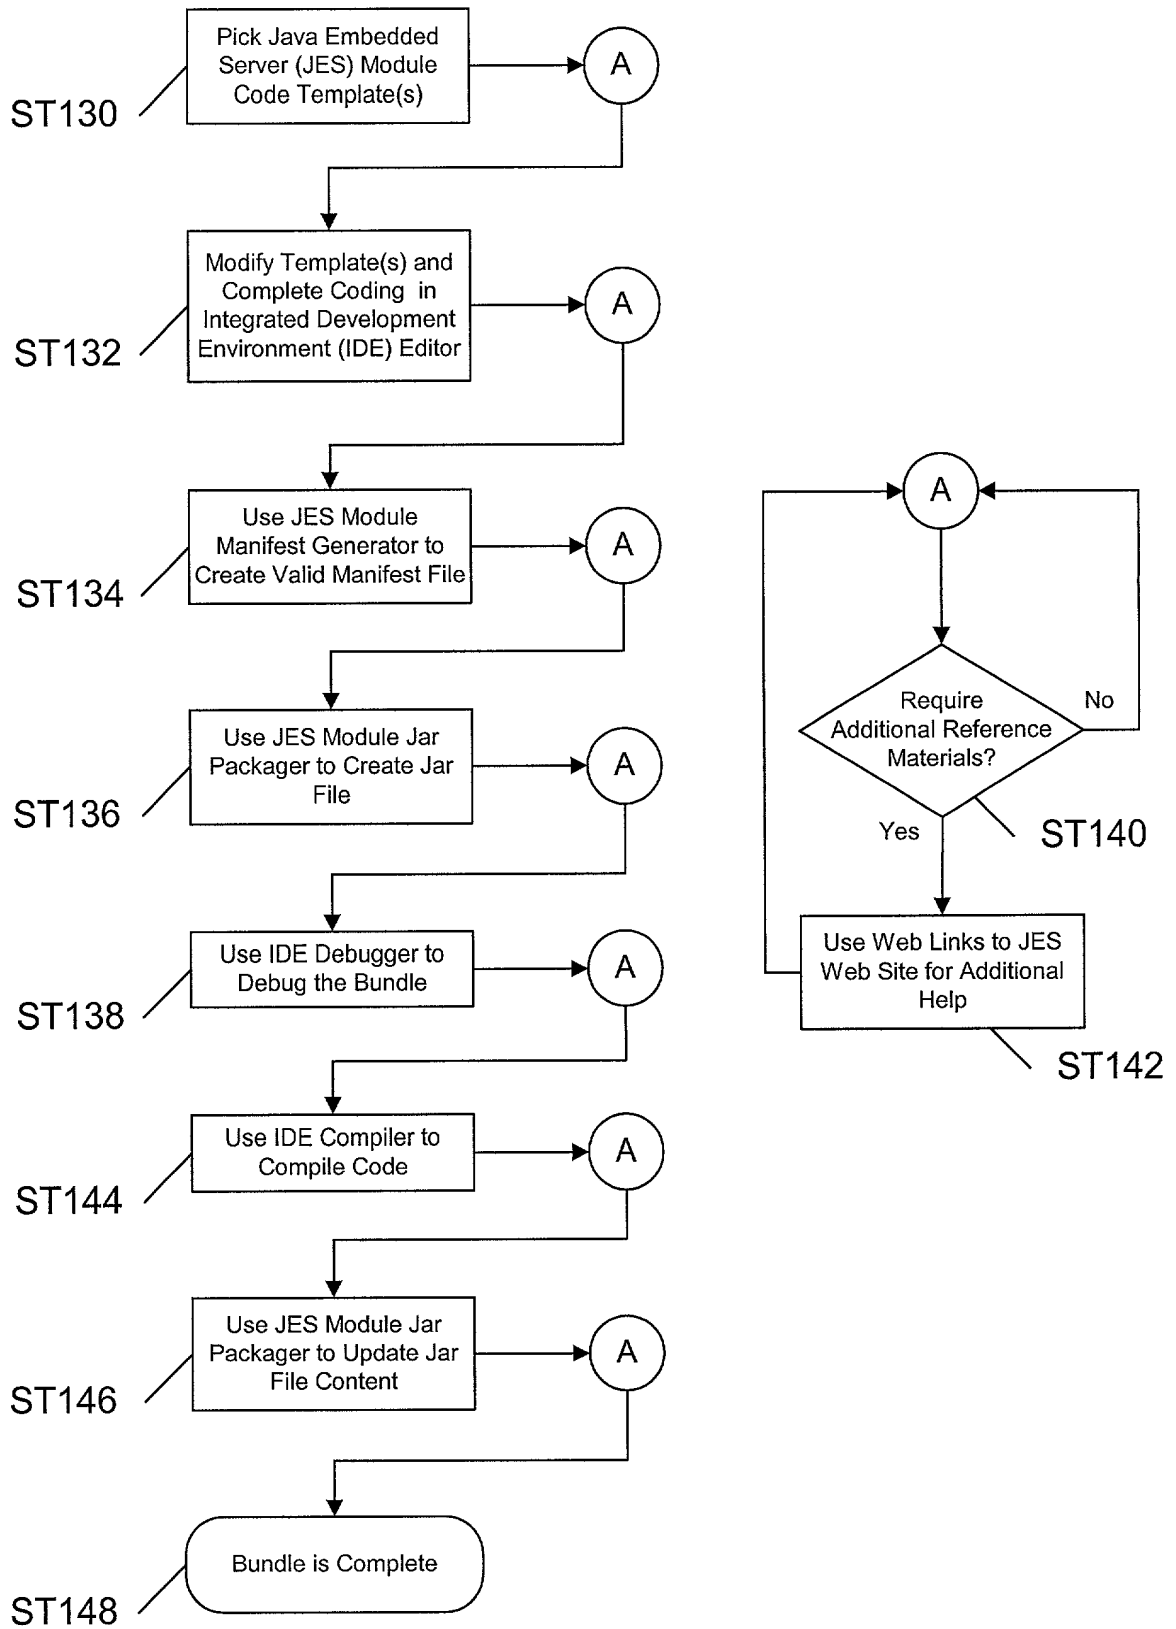 Pick Java Embedded
Server (JES) Module
Code Template(s)
A
ST130
Modify Template(s) and
Complete Coding in
Integrated Development
Environment (IDE) Editor
A
ST132
Use JES Module
Manifest Generator to
Create Valid Manifest File
A
ST134
Use JES Module Jar
Packager to Create Jar
File
A
ST136
Use IDE Debugger to
Debug the Bundle
A
ST138
Use IDE Compiler to
Compile Code
A
ST144
Use JES Module Jar
Packager to Update Jar
File Content
A
ST146
Bundle is Complete
ST148
A
Require
Additional Reference
Materials?
No
Yes
ST140
Use Web Links to JES
Web Site for Additional
Help
ST142